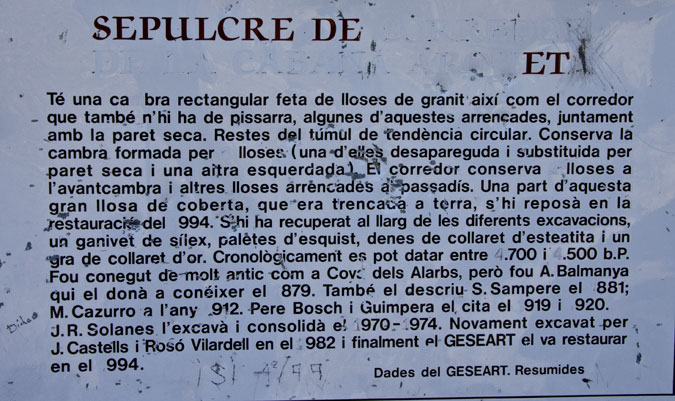 SEPULCRE DE
ET
Té una ca bra rectangular feta de lloses de granit així com el corredor
que també n'hi ha de pissarra, algunes d'aquestes arrencades, juntament
amb la paret seca. Restes del túmul de tendència circular. Conserva la
cambra formada per lloses (una d'elles desapareguda i substituida per
paret seca i una altra esquerdada). El corredor conserva lloses a
l'avantcambra i altres lloses arrencades al passadís. Una part d'aquesta
gran llosa de coberta, que era trencada a terra, s'hi reposà en la
restauració del 994. S'hi ha recuperat al llarg de les diferents excavacions,
un ganivet de sílex, paletes d'esquist, denes de collaret d'esteatita i un
gra de collaret d'or. Cronològicament es pot datar entre 4.700 i 4.500 b.P.
Fou conegut de molt antic com a Cova dels Alarbs, però fou A. Balmanya
qui el donà a conéixer el 879. També el descriu S. Sampere el 881;
M. Cazurro a l'any 912. Pere Bosch i Guimpera el cita el 919 i 920.
J.R. Solanes l'excavà i consolidà el 1970-1974. Novament excavat per
J. Castells i Rosó Vilardell en el 982 i finalment el GESEART el va restaurar
en el 994.
Dades del GESEART. Resumides